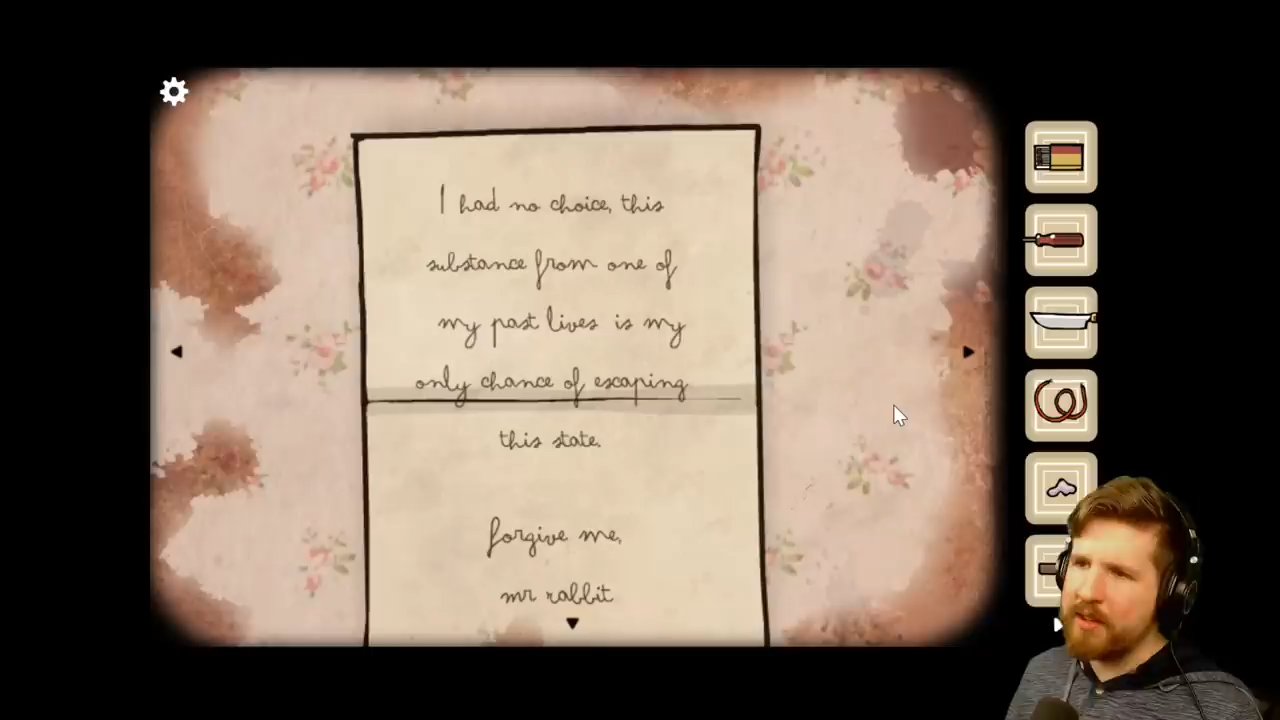 I had no choice, this
substance from one of
my past lives is my
only chance of escaping
this state.
forgive me,
mr rabbit